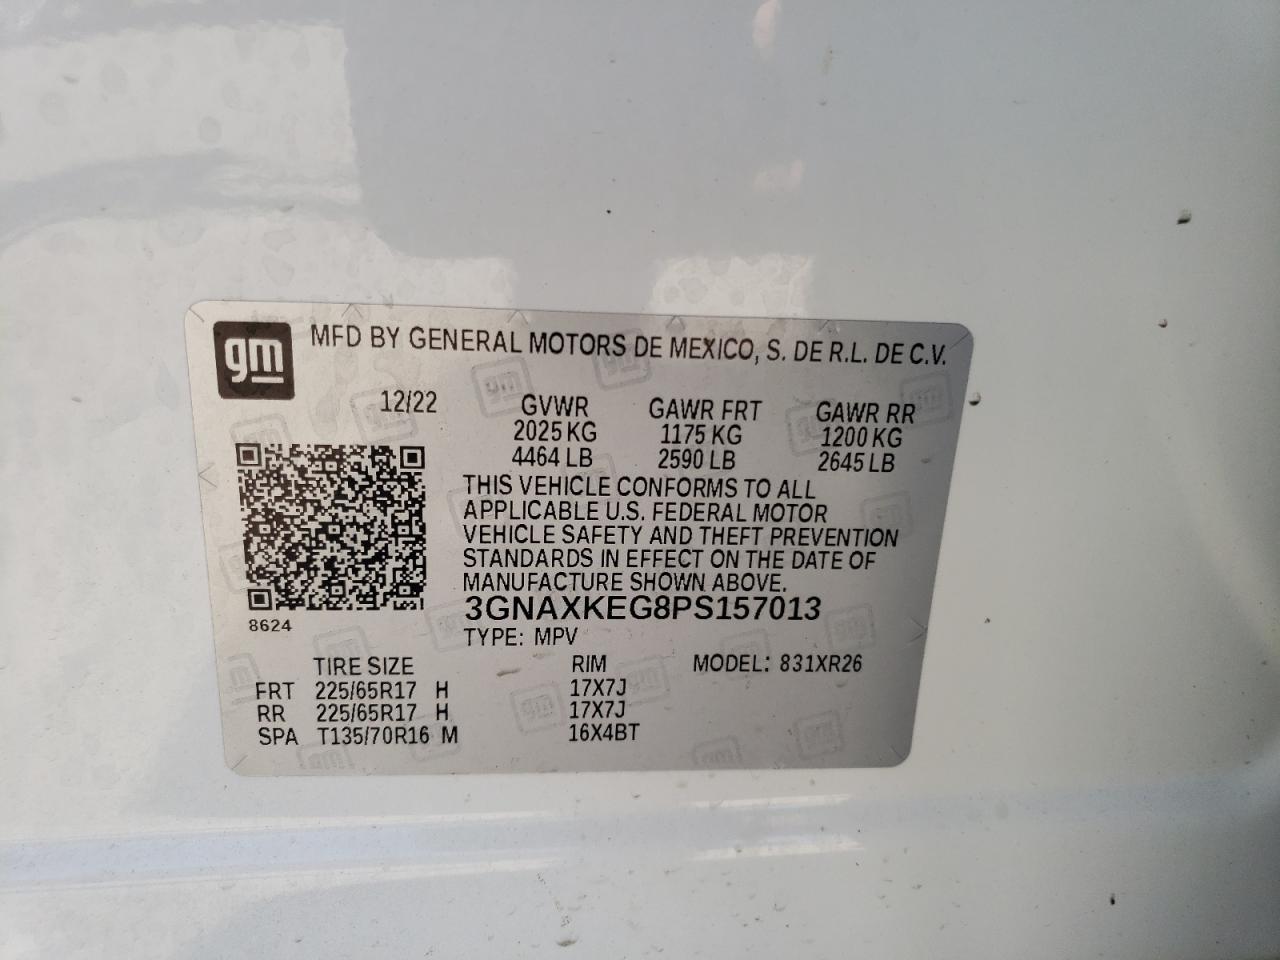 gm
MFD BY GENERAL MOTORS DE MEXICO, S. DE R.L. DE C.V.
12/22 GVWR GAWR FRT GAWR RR
2025 KG 1175 KG 1200 KG
4464 LB 2590 LB 2645 LB
THIS VEHICLE CONFORMS TO ALL
APPLICABLE U.S. FEDERAL MOTOR
VEHICLE SAFETY AND THEFT PREVENTION
STANDARDS IN EFFECT ON THE DATE OF
MANUFACTURE SHOWN ABOVE.
3GNAXKEG8PS157013
8624
TYPE: MPV
TIRE SIZE RIM MODEL: 831XR26
FRT 225/65R17 H 17X7J
RR 225/65R17 H 17X7J
SPA T135/70R16 M 16X4BT